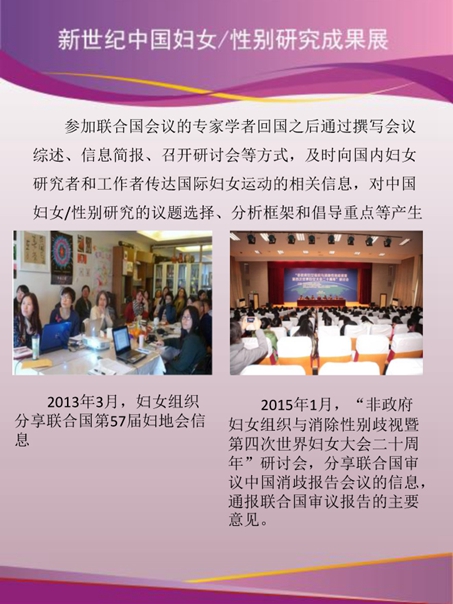 新世纪中国妇女/性别研究成果展
参加联合国会议的专家学者回国之后通过撰写会议
综述、信息简报、召开研讨会等方式，及时向国内妇女
研究者和工作者传达国际妇女运动的相关信息，对中国
妇女/性别研究的议题选择、分析框架和倡导重点等产生
2013年3月，妇女组织
分享联合国第57届妇地会信
息
2015年1月，“非政府
妇女组织与消除性别歧视暨
第四次世界妇女大会二十周
年”研讨会，分享联合国审
议中国消歧报告会议的信息，
通报联合国审议报告的主要
意见。